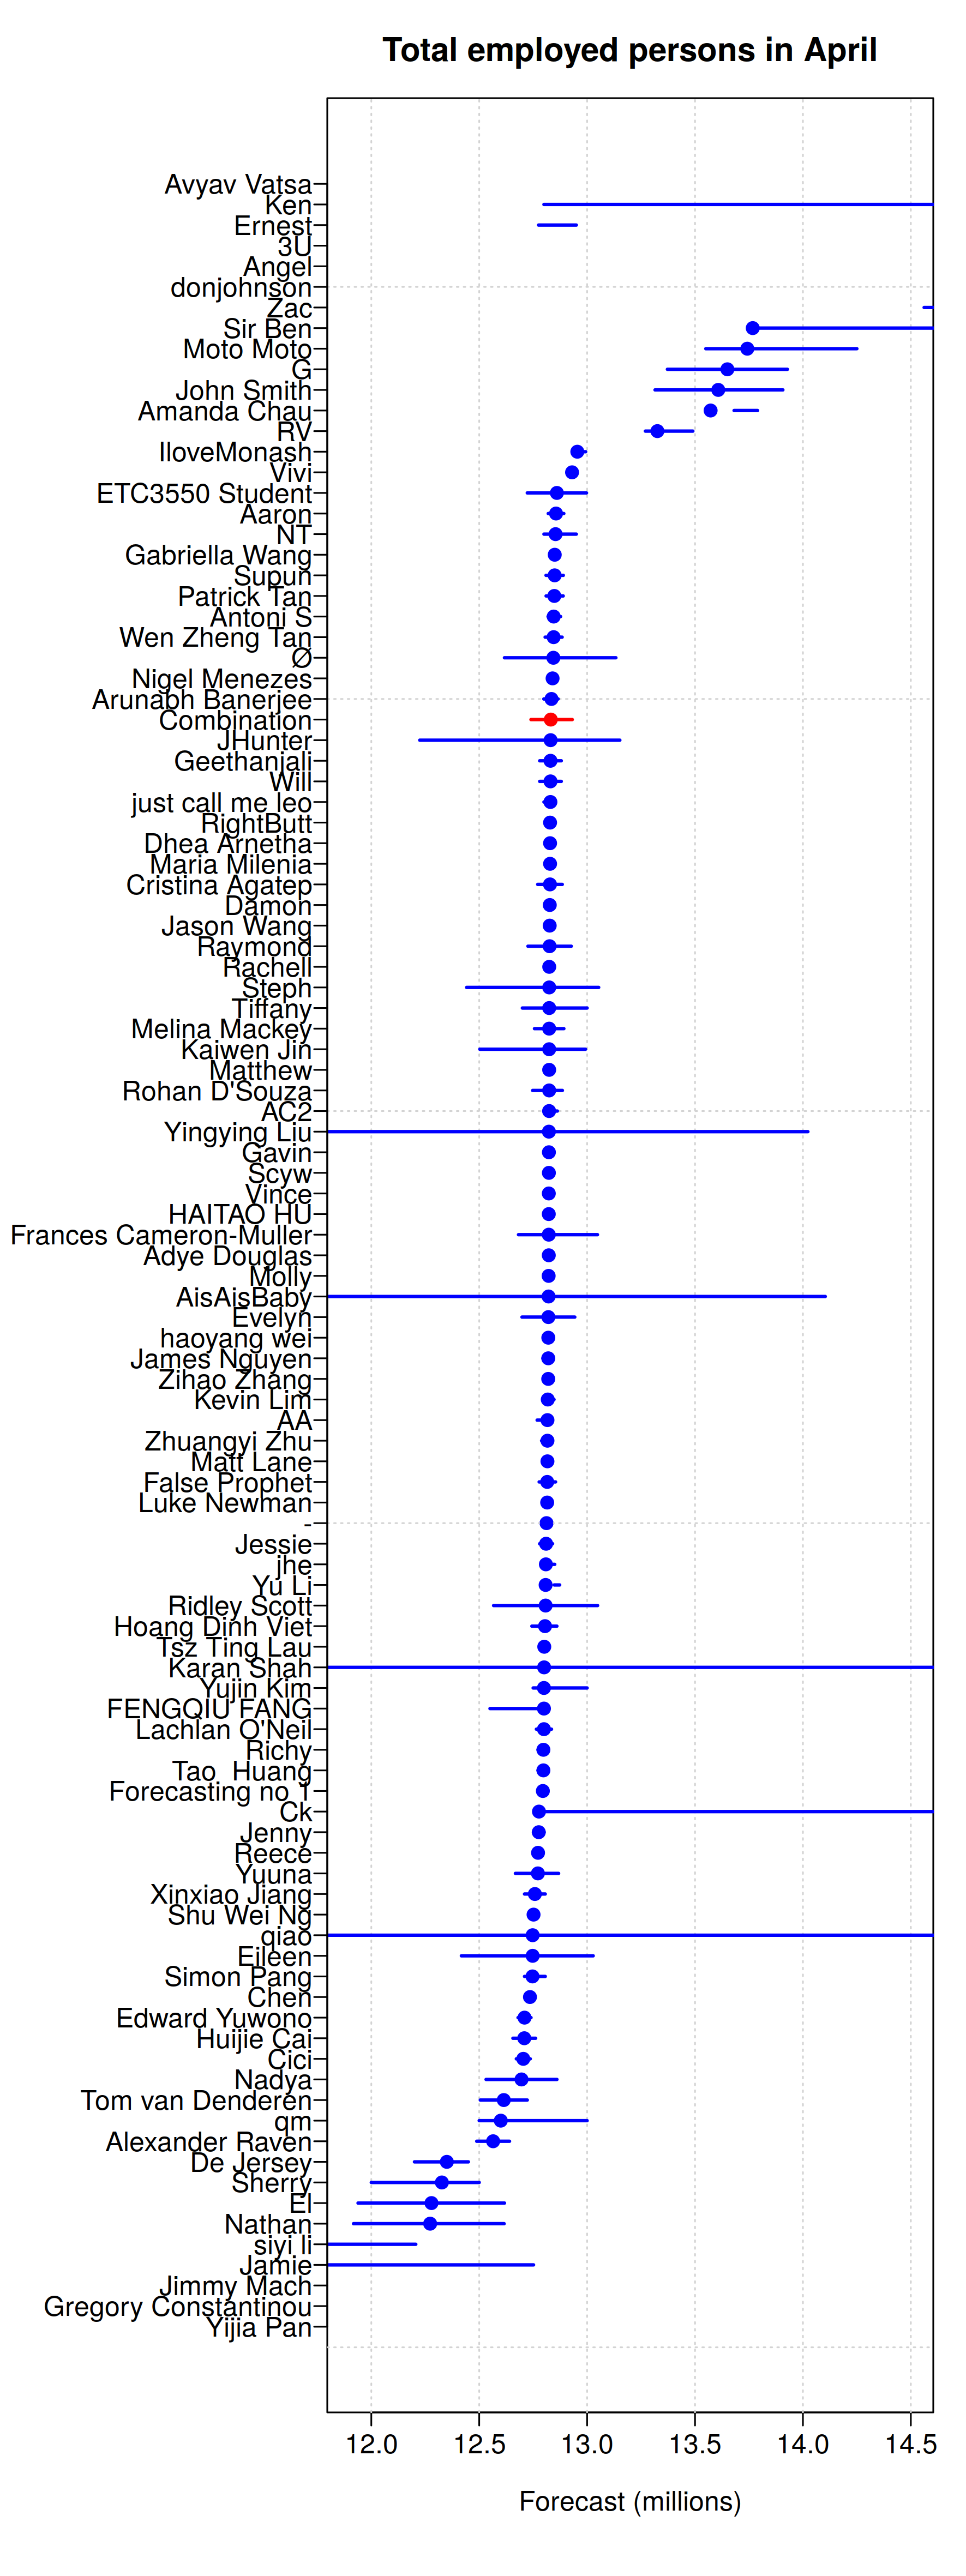 Total employed persons in April
Avyav Vatsa
Ken
Ernest
3U
Angel
donjohnson
Zac
Sir Ben
Moto Moto
G
John Smith
Amanda Chau
RV
IloveMonash
Vivi
ETC3550 Student
Aaron
NT
Gabriella Wang
Supun
Patrick Tan
Antoni S
Wen Zheng Tan
Ø
Nigel Menezes
Arunabh Banerjee
Combination
JHunter
Geethanjali
Will
just call me leo
RightButt
Dhea Arnetha
Maria Milenia
Cristina Agatep
Damon
Jason Wang
Raymond
Rachell
Steph
Tiffany
Melina Mackey
Kaiwen Jin
Matthew
Rohan D'Souza
AC2
Yingying Liu
Gavin
Scyw
Vince
HAITAO HU
Frances Cameron-Muller
Adye Douglas
Molly
AisAisBaby
Evelyn
haoyang wei
James Nguyen
Zihao Zhang
Kevin Lim
AA
Zhuangyi Zhu
Matt Lane
False Prophet
Luke Newman
-
Jessie
jhe
Yu Li
Ridley Scott
Hoang Dinh Viet
Tsz Ting Lau
Karan Shah
Yujin Kim
FENGQIU FANG
Lachlan O'Neil
Richy
Tao  Huang
Forecasting no 1
Ck
Jenny
Reece
Yuuna
Xinxiao Jiang
Shu Wei Ng
qiao
Eileen
Simon Pang
Chen
Edward Yuwono
Huijie Cai
Cici
Nadya
Tom van Denderen
qm
Alexander Raven
De Jersey
Sherry
El
Nathan
siyi li
Jamie
Jimmy Mach
Gregory Constantinou
Yijia Pan
12.0 12.5 13.0 13.5 14.0 14.5
Forecast (millions)